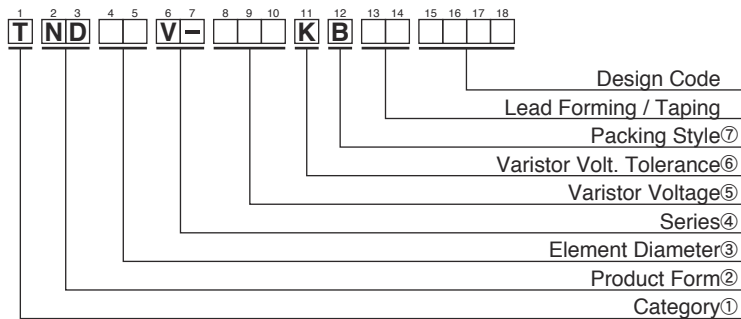 1 2 3 4 5 6 7 8 9 10 11 12 13 14 15 16 17 18
T N D V – K B
Design Code
Lead Forming / Taping
Packing Style⑦
Varistor Volt. Tolerance⑥
Varistor Voltage⑤
Series④
Element Diameter③
Product Form②
Category①